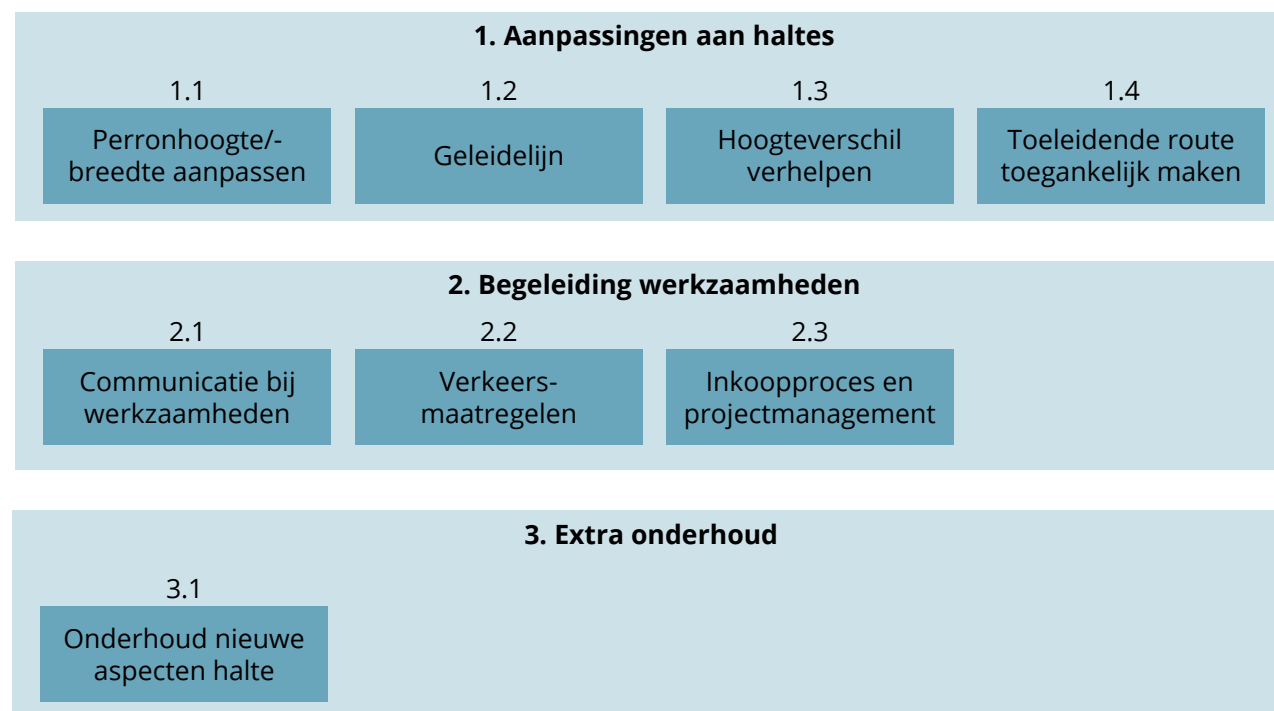 1. Aanpassingen aan haltes
1.1
1.2
1.3
1.4
Perronhoogte/-
breedte aanpassen
Geleidelijn
Hoogteverschil
verhelpen
Toeleidende route
toegankelijk maken
2. Begeleiding werkzaamheden
2.1
2.2
2.3
Communicatie bij
werkzaamheden
Verkeers-
maatregelen
Inkoopproces en
projectmanagement
3. Extra onderhoud
3.1
Onderhoud nieuwe
aspecten halte